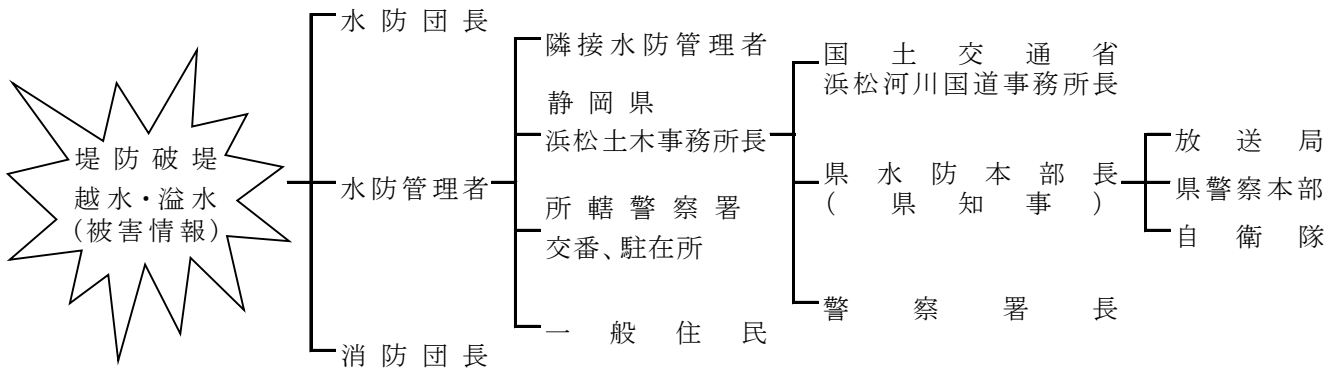 堤防破堤
越水・溢水
(被害情報)
水防団長
水防管理者
消防団長
隣接水防管理者
静岡県
浜松土木事務所長
所轄警察署
交番、駐在所
一般住民
国土交通省
浜松河川国道事務所長
県水防本部長
(県知事)
警察署長
放送局
県警察本部
自衛隊